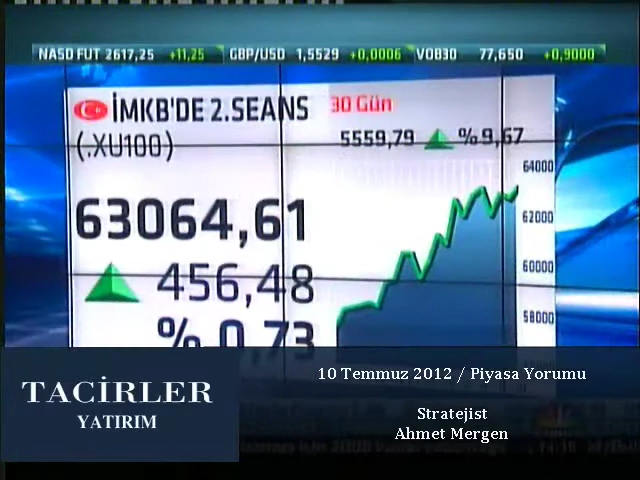 NASD FUT 2617,25 +11,25 GBP/USD 1,5529 +0,0006 VOB30 77,650 +0,9000
İMKB'DE 2.SEANS 30 Gün
(.XU100) 5559,79 %9,67
64000
63064,61
62000
456,48
60000
% 0,73
58000
10 Temmuz 2012 / Piyasa Yorumu
TACİRLER
YATIRIM
Stratejist
Ahmet Mergen